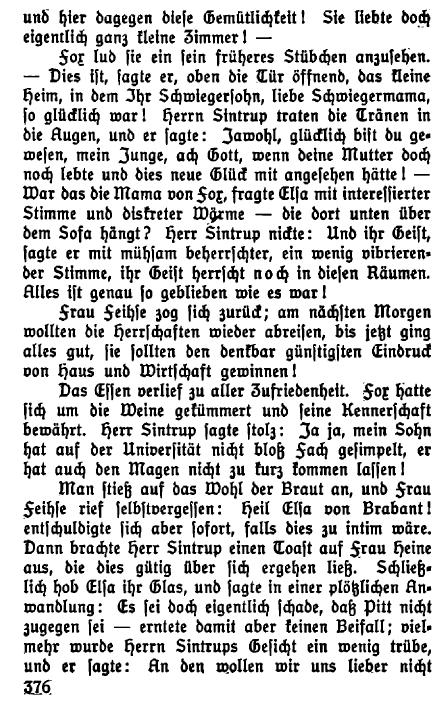 und hier dagegen diese Gemütlichkeit! Sie liebte doch
eigentlich ganz kleine Zimmer! —
Fox lud sie ein sein früheres Stübchen anzusehen.
— Dies ist, sagte er, oben die Tür öffnend, das kleine
Heim, in dem Ihr Schwiegersohn, liebe Schwiegermama,
so glücklich war! Herrn Sintrup traten die Tränen in
die Augen, und er sagte: Jawohl, glücklich bist du ge-
wesen, mein Junge, ach Gott, wenn deine Mutter doch
noch lebte und dies neue Glück mit angesehen hätte! —
War das die Mama von Fox, fragte Elsa mit interessierter
Stimme und diskreter Wärme — die dort unten über
dem Sofa hängt? Herr Sintrup nickte: Und ihr Geist,
sagte er mit mühsam beherrschter, ein wenig vibrieren-
der Stimme, ihr Geist herrscht noch in diesen Räumen.
Alles ist genau so geblieben wie es war!
Frau Feihse zog sich zurück; am nächsten Morgen
wollten die Herrschaften wieder abreisen, bis jetzt ging
alles gut, sie sollten den denkbar günstigsten Eindruck
von Haus und Wirtschaft gewinnen!
Das Essen verlief zu aller Zufriedenheit. Fox hatte
sich um die Weine gekümmert und seine Kennerschaft
bewährt. Herr Sintrup sagte stolz: Ja ja, mein Sohn
hat auf der Universität nicht bloß Fach gesimpelt, er
hat auch den Magen nicht zu kurz kommen lassen!
Man stieß auf das Wohl der Braut an, und Frau
Feihse rief selbstvergessen: Heil Elsa von Brabant!
entschuldigte sich aber sofort, falls dies zu intim wäre.
Dann brachte Herr Sintrup einen Toast auf Frau Heine
aus, die dies gütig über sich ergehen ließ. Schließ-
lich hob Elsa ihr Glas, und sagte in einer plötzlichen An-
wandlung: Es sei doch eigentlich schade, daß Pitt nicht
zugegen sei — erntete damit aber keinen Beifall; viel-
mehr wurde Herrn Sintrups Gesicht ein wenig trübe,
und er sagte: An den wollen wir uns lieber nicht
376